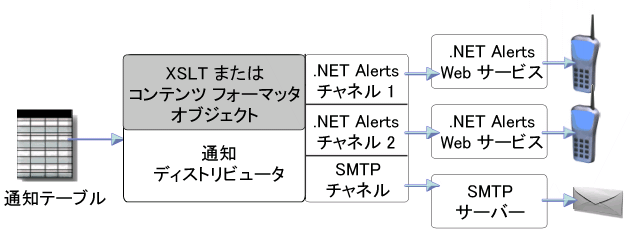 通知テーブル
XSLT または
コンテンツ フォーマッタ
オブジェクト
通知
ディストリビュータ
.NET Alerts
チャネル 1
.NET Alerts
チャネル 2
SMTP
チャネル
.NET Alerts
Web サービス
.NET Alerts
Web サービス
SMTP
サーバー